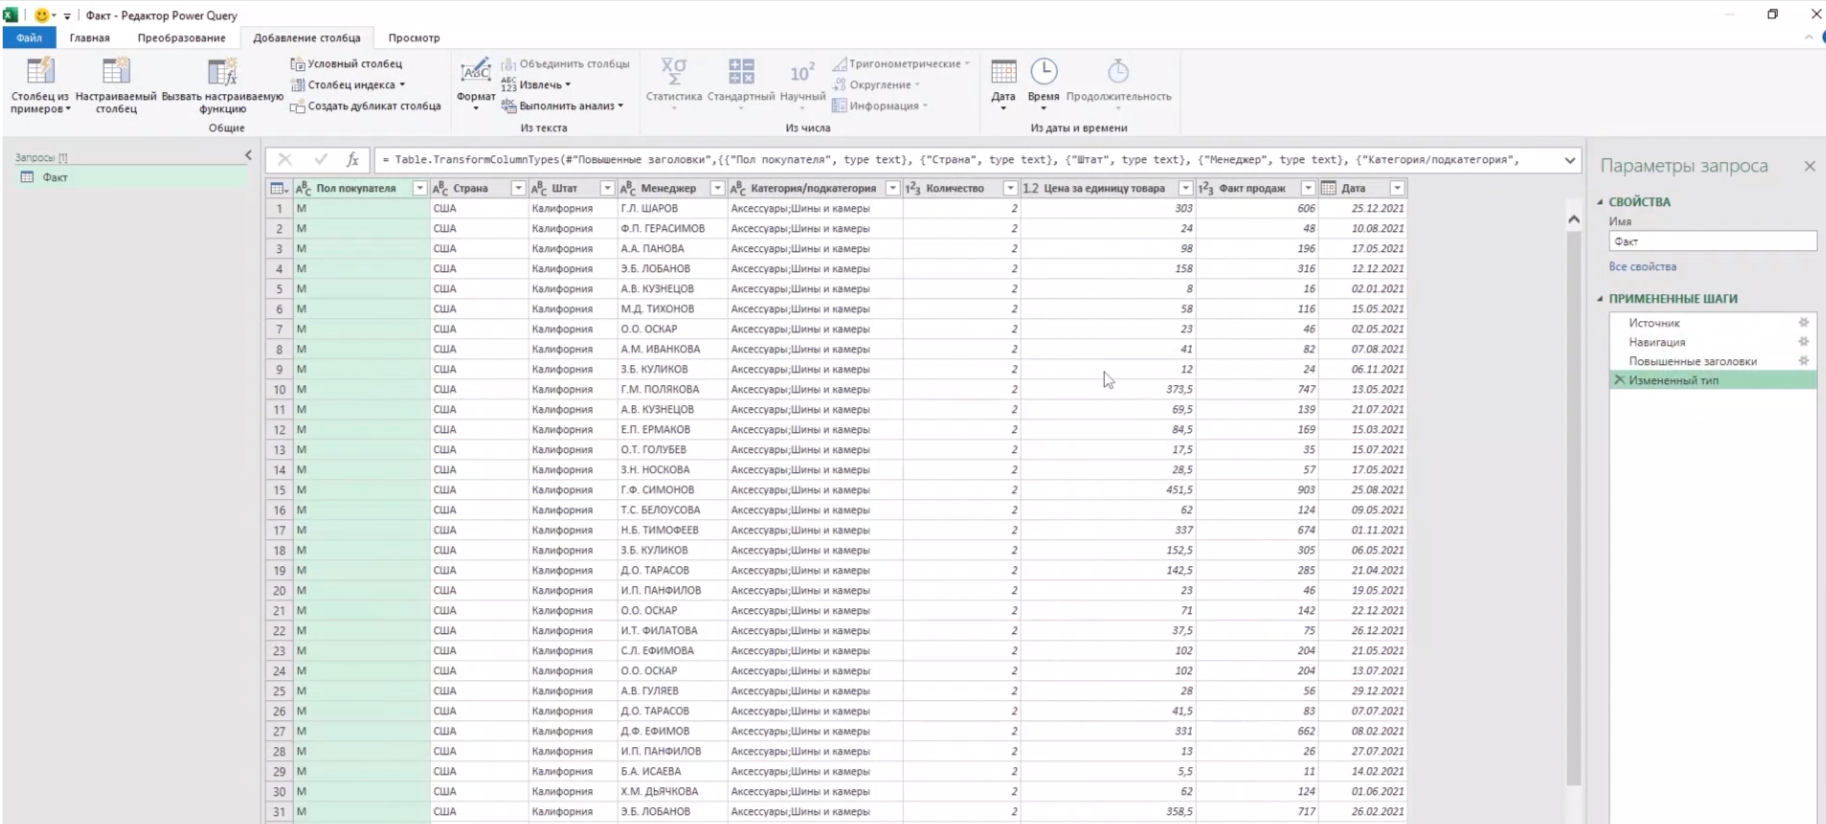 Факт - Редактор Power Query
Файл Главная Преобразование Добавление столбца Просмотр
Столбец из примеров
Настраиваемый столбец
Вызвать настраиваемую функцию
Условный столбец
Столбец индекса
Создать дубликат столбца
Общие
Формат
Объединить столбцы
Извлечь
Выполнить анализ
Из текста
Статистика
Стандартный
Научный
Тригонометрические
Округление
Информация
Из числа
Дата
Время
Продолжительность
Из даты и времени
Запросы [1]
Факт
= Table.TransformColumnTypes(#"Повышенные заголовки",{{"Пол покупателя", type text}, {"Страна", type text}, {"Штат", type text}, {"Менеджер", type text}, {"Категория/подкатегория",
Пол покупателя Страна Штат Менеджер Категория/подкатегория Количество Цена за единицу товара Факт продаж Дата
1 М США Калифорния Г.Л. ШАРОВ Аксессуары;Шины и камеры 2 303 606 25.12.2021
2 М США Калифорния Ф.П. ГЕРАСИМОВ Аксессуары;Шины и камеры 2 24 48 10.08.2021
3 М США Калифорния А.А. ПАНОВА Аксессуары;Шины и камеры 2 98 196 17.05.2021
4 М США Калифорния Э.Б. ЛОБАНОВ Аксессуары;Шины и камеры 2 158 316 12.12.2021
5 М США Калифорния А.В. КУЗНЕЦОВ Аксессуары;Шины и камеры 2 8 16 02.01.2021
6 М США Калифорния М.Д. ТИХОНОВ Аксессуары;Шины и камеры 2 58 116 15.05.2021
7 М США Калифорния О.О. ОСКАР Аксессуары;Шины и камеры 2 23 46 02.05.2021
8 М США Калифорния А.М. ИВАНКОВА Аксессуары;Шины и камеры 2 41 82 07.08.2021
9 М США Калифорния З.Б. КУЛИКОВ Аксессуары;Шины и камеры 2 12 24 06.11.2021
10 М США Калифорния Г.М. ПОЛЯКОВА Аксессуары;Шины и камеры 2 373,5 747 13.05.2021
11 М США Калифорния А.В. КУЗНЕЦОВ Аксессуары;Шины и камеры 2 69,5 139 21.07.2021
12 М США Калифорния Е.П. ЕРМАКОВ Аксессуары;Шины и камеры 2 84,5 169 15.03.2021
13 М США Калифорния О.Т. ГОЛУБЕВ Аксессуары;Шины и камеры 2 17,5 35 15.07.2021
14 М США Калифорния З.Н. НОСКОВА Аксессуары;Шины и камеры 2 28,5 57 17.05.2021
15 М США Калифорния Г.Ф. СИМОНОВ Аксессуары;Шины и камеры 2 451,5 903 25.08.2021
16 М США Калифорния Т.С. БЕЛОУСОВА Аксессуары;Шины и камеры 2 62 124 09.05.2021
17 М США Калифорния Н.Б. ТИМОФЕЕВ Аксессуары;Шины и камеры 2 337 674 01.11.2021
18 М США Калифорния З.Б. КУЛИКОВ Аксессуары;Шины и камеры 2 152,5 305 06.05.2021
19 М США Калифорния Д.О. ТАРАСОВ Аксессуары;Шины и камеры 2 142,5 285 21.04.2021
20 М США Калифорния И.П. ПАНФИЛОВ Аксессуары;Шины и камеры 2 23 46 19.05.2021
21 М США Калифорния О.О. ОСКАР Аксессуары;Шины и камеры 2 71 142 22.12.2021
22 М США Калифорния И.Т. ФИЛАТОВА Аксессуары;Шины и камеры 2 37,5 75 26.12.2021
23 М США Калифорния С.Л. ЕФИМОВА Аксессуары;Шины и камеры 2 102 204 21.05.2021
24 М США Калифорния О.О. ОСКАР Аксессуары;Шины и камеры 2 102 204 13.07.2021
25 М США Калифорния А.В. ГУЛЯЕВ Аксессуары;Шины и камеры 2 28 56 29.12.2021
26 М США Калифорния Д.О. ТАРАСОВ Аксессуары;Шины и камеры 2 41,5 83 07.07.2021
27 М США Калифорния Д.Ф. ЕФИМОВ Аксессуары;Шины и камеры 2 331 662 08.02.2021
28 М США Калифорния И.П. ПАНФИЛОВ Аксессуары;Шины и камеры 2 13 26 27.07.2021
29 М США Калифорния Б.А. ИСАЕВА Аксессуары;Шины и камеры 2 5,5 11 14.02.2021
30 М США Калифорния Х.М. ДЬЯЧКОВА Аксессуары;Шины и камеры 2 62 124 01.06.2021
31 М США Калифорния Э.Б. ЛОБАНОВ Аксессуары;Шины и камеры 2 358,5 717 26.02.2021
Параметры запроса
СВОЙСТВА
Имя
Факт
Все свойства
ПРИМЕНЕННЫЕ ШАГИ
Источник
Навигация
Повышенные заголовки
Измененный тип